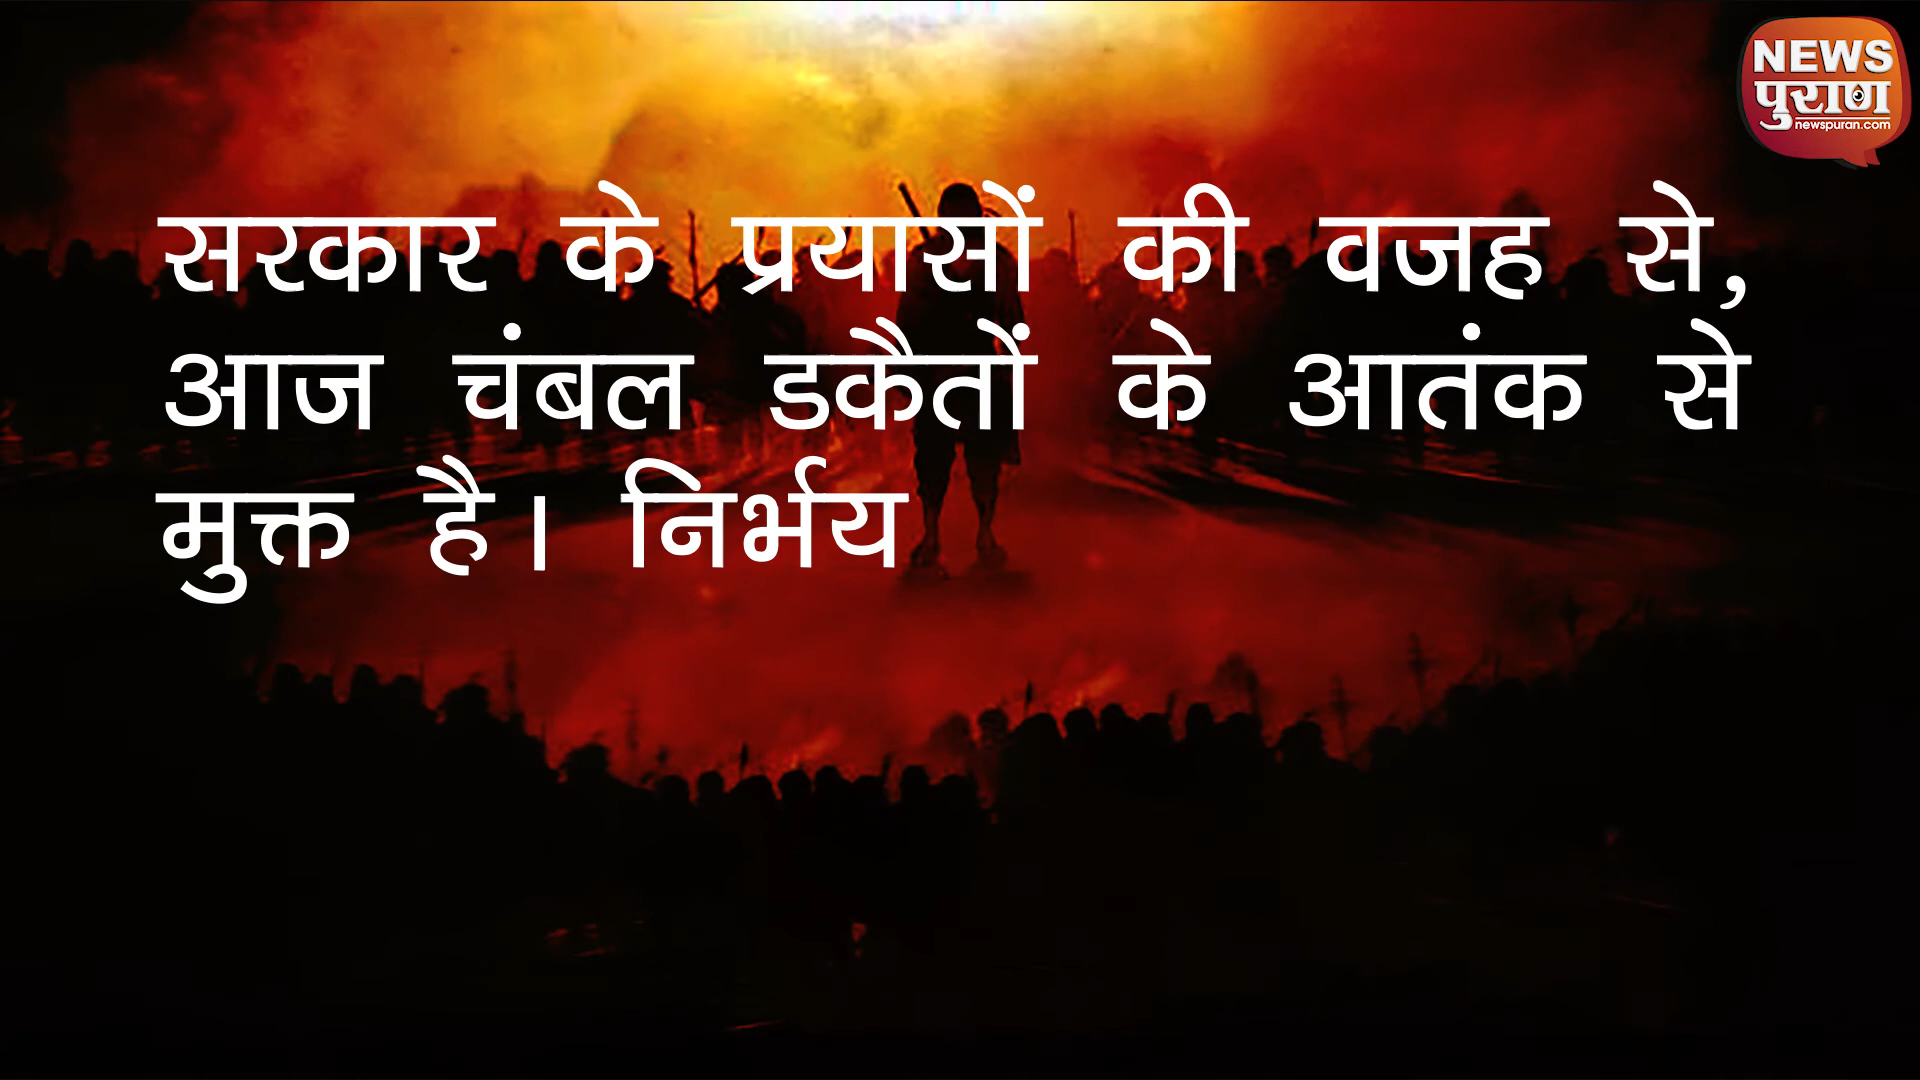 NEWS
पुराण
newspuran.com
सरकार के प्रयासों की वजह से,
आज चंबल डकैतों के आतंक से
मुक्त है। निर्भय